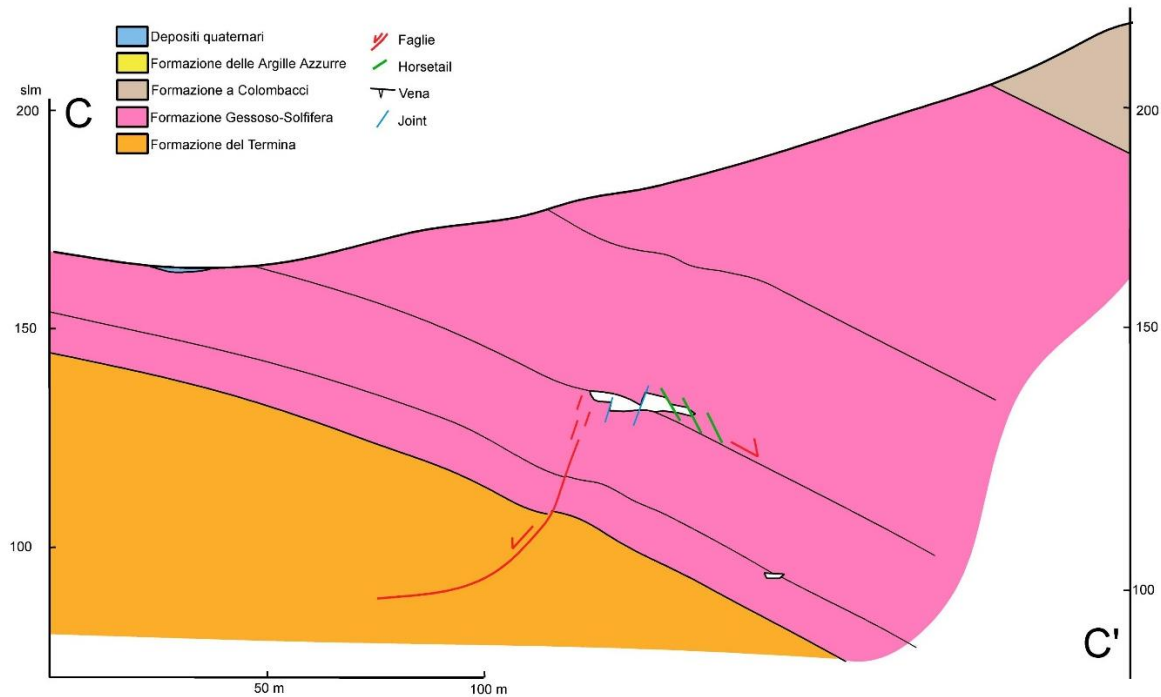 Depositi quaternari
Formazione delle Argille Azzurre
Formazione a Colombacci
Formazione Gessoso-Solfifera
Formazione del Termina
Faglie
Horsetail
Vena
Joint
slm
C
200
150
100
200
150
100
C'
50 m
100 m